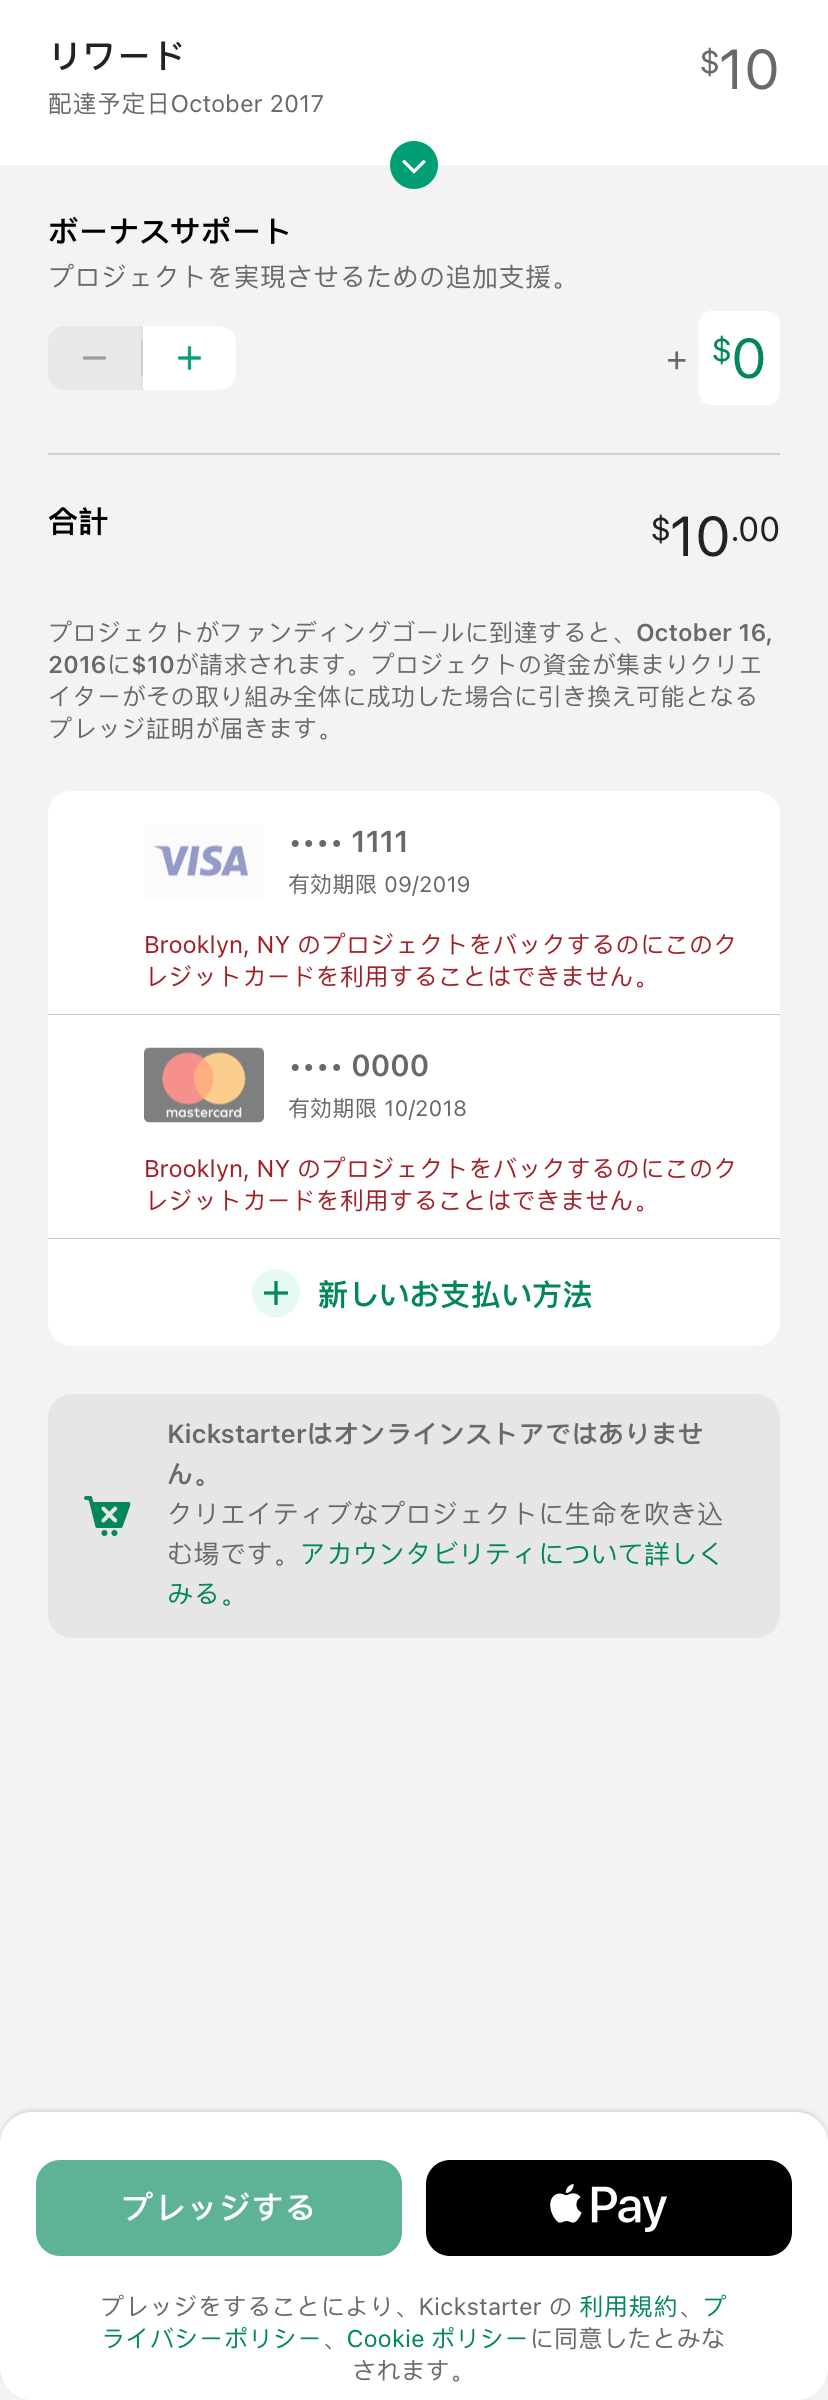 リワード
$10
配達予定日October 2017
ボーナスサポート
プロジェクトを実現させるための追加支援。
− + + $0
合計
$10.00
プロジェクトがファンディングゴールに到達すると、October 16,
2016に$10が請求されます。プロジェクトの資金が集まりクリエ
イターがその取り組み全体に成功した場合に引き換え可能となる
プレッジ証明が届きます。
VISA
•••• 1111
有効期限 09/2019
Brooklyn, NY のプロジェクトをバックするのにこのク
レジットカードを利用することはできません。
•••• 0000
mastercard
有効期限 10/2018
Brooklyn, NY のプロジェクトをバックするのにこのク
レジットカードを利用することはできません。
+ 新しいお支払い方法
Kickstarterはオンラインストアではありませ
ん。
クリエイティブなプロジェクトに生命を吹き込
む場です。アカウンタビリティについて詳しく
みる。
プレッジする
Pay
プレッジをすることにより、Kickstarter の 利用規約、プ
ライバシーポリシー、Cookie ポリシーに同意したとみな
されます。